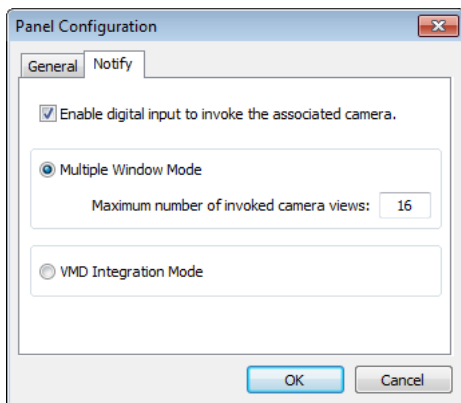 Panel Configuration
General Notify
Enable digital input to invoke the associated camera.
Multiple Window Mode
Maximum number of invoked camera views: 16
VMD Integration Mode
OK Cancel